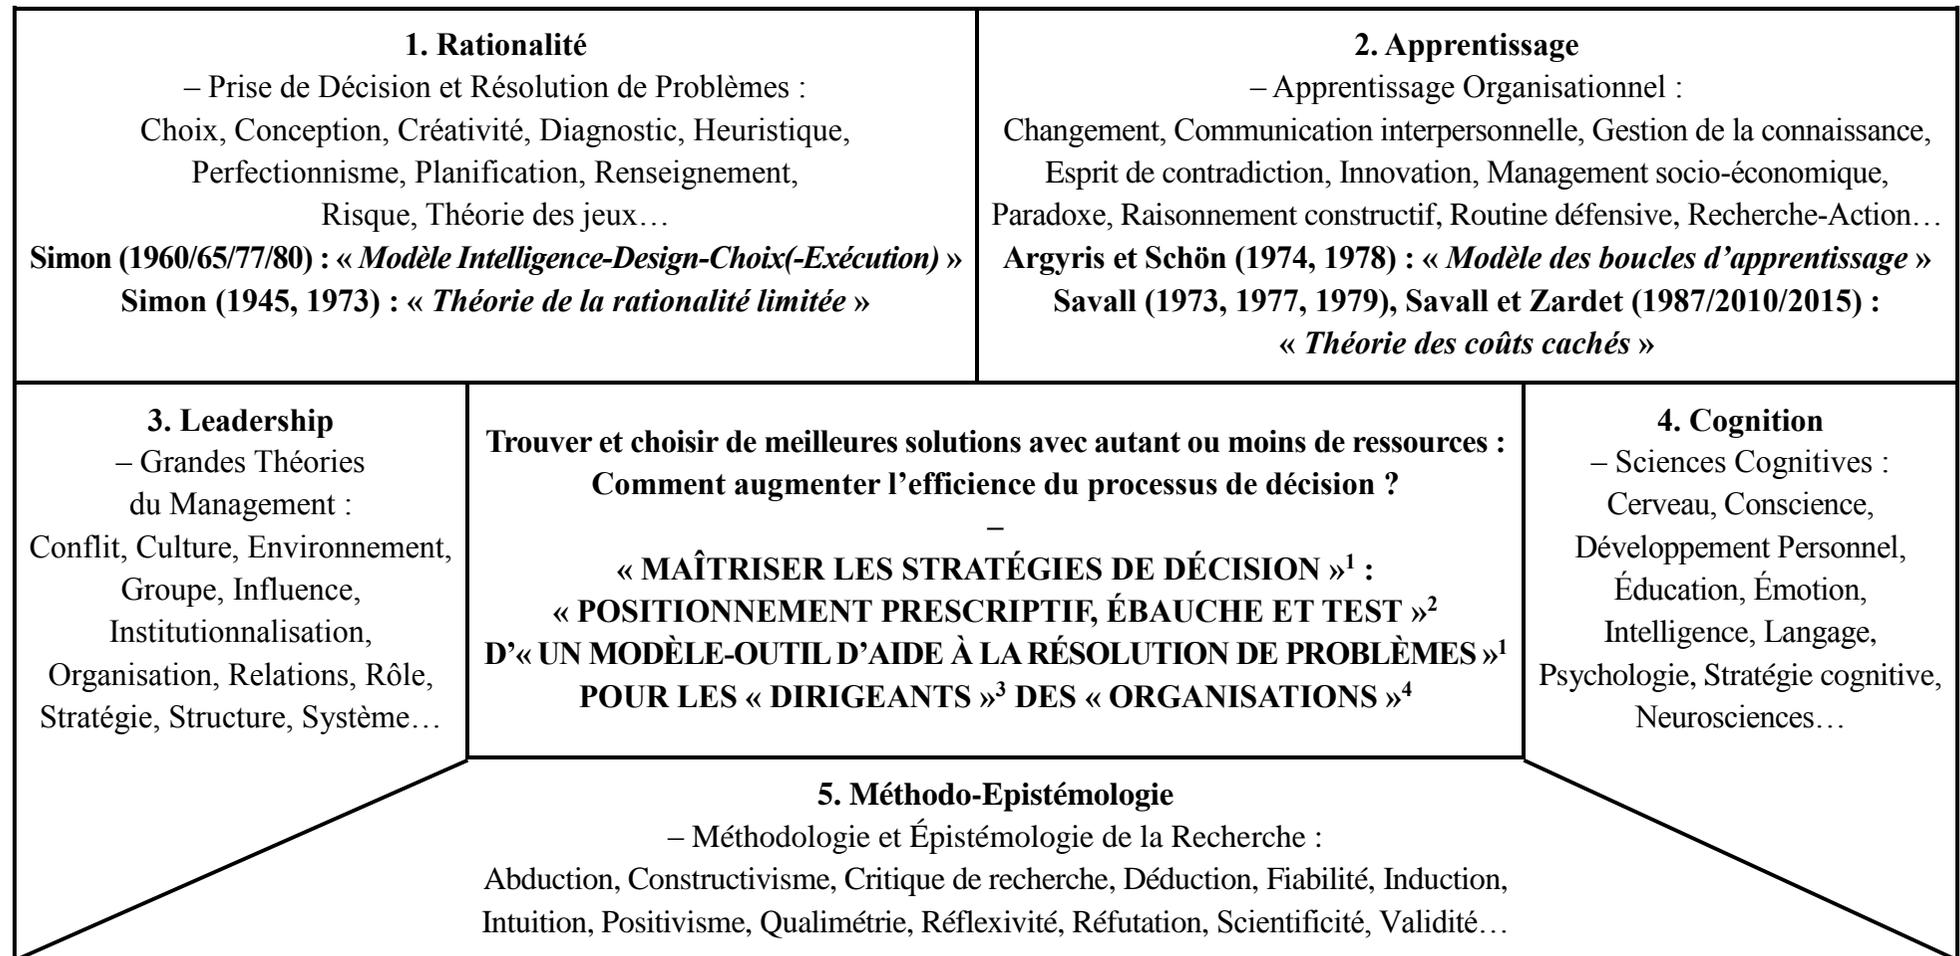 1. Rationalité
– Prise de Décision et Résolution de Problèmes :
Choix, Conception, Créativité, Diagnostic, Heuristique,
Perfectionnisme, Planification, Renseignement,
Risque, Théorie des jeux…
Simon (1960/65/77/80) : « Modèle Intelligence-Design-Choix(-Exécution) »
Simon (1945, 1973) : « Théorie de la rationalité limitée »
2. Apprentissage
– Apprentissage Organisationnel :
Changement, Communication interpersonnelle, Gestion de la connaissance,
Esprit de contradiction, Innovation, Management socio-économique,
Paradoxe, Raisonnement constructif, Routine défensive, Recherche-Action…
Argyris et Schön (1974, 1978) : « Modèle des boucles d’apprentissage »
Savall (1973, 1977, 1979), Savall et Zardet (1987/2010/2015) :
« Théorie des coûts cachés »
3. Leadership
– Grandes Théories
du Management :
Conflit, Culture, Environnement,
Groupe, Influence,
Institutionnalisation,
Organisation, Relations, Rôle,
Stratégie, Structure, Système…
Trouver et choisir de meilleures solutions avec autant ou moins de ressources :
Comment augmenter l’efficience du processus de décision ?
–
« MAÎTRISER LES STRATÉGIES DE DÉCISION »¹ :
« POSITIONNEMENT PRESCRIPTIF, ÉBAUCHE ET TEST »²
D’« UN MODÈLE-OUTIL D’AIDE À LA RÉSOLUTION DE PROBLÈMES »¹
POUR LES « DIRIGEANTS »³ DES « ORGANISATIONS »⁴
4. Cognition
– Sciences Cognitives :
Cerveau, Conscience,
Développement Personnel,
Éducation, Émotion,
Intelligence, Langage,
Psychologie, Stratégie cognitive,
Neurosciences…
5. Méthodo-Epistémologie
– Méthodologie et Épistémologie de la Recherche :
Abduction, Constructivisme, Critique de recherche, Déduction, Fiabilité, Induction,
Intuition, Positivisme, Qualimétrie, Réflexivité, Réfutation, Scientificité, Validité…